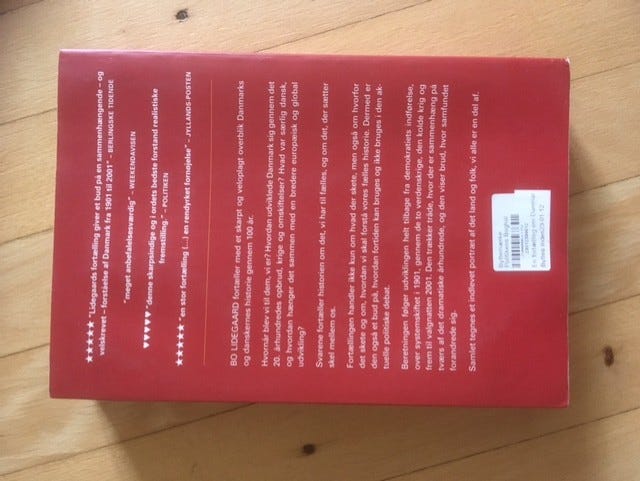 ★★★★★ "Lidegaards fortælling giver et bud på en sammenhængende – og
velskrevet – forståelse af Danmark fra 1901 til 2001" – BERLINGSKE TIDENDE
"meget anbefalelsesværdig" – WEEKENDAVISEN
♥♥♥♥♥ "denne skarpsindige og i ordets bedste forstand realistiske
fremstilling." – POLITIKEN
★★★★★ "en stor fortælling (...) en rendyrket fornøjelse" – JYLLANDS-POSTEN
BO LIDEGAARD fortæller med et skarpt og veloplagt overblik Danmarks
og danskernes historie gennem 100 år.
Hvornår blev vi til dem, vi er? Hvordan udviklede Danmark sig gennem det
20. århundredes opbrud, krige og omskiftelser? Hvad var særlig dansk,
og hvordan hænger det sammen med en bredere europæisk og global
udvikling?
Svarene fortæller historien om det, vi har til fælles, og om det, der sætter
skel mellem os.
Fortællingen handler ikke kun om hvad der skete, men også om hvorfor
det skete og om, hvordan vi skal forstå vores fælles historie. Dermed er
den også et bud på, hvordan fortiden kan bruges og ikke bruges i den ak-
tuelle politiske debat.
Beretningen følger udviklingen helt tilbage fra demokratiets indførelse,
over systemskiftet i 1901, gennem de to verdenskrige, den kolde krig og
frem til valgnatten 2001. Den trækker tråde, hvor der er sammenhæng på
tværs af det dramatiske århundrede, og den viser brud, hvor samfundet
forandrede sig.
Samlet tegnes et indlevet portræt af det land og folk, vi alle er en del af.
En fortælling om Danmar